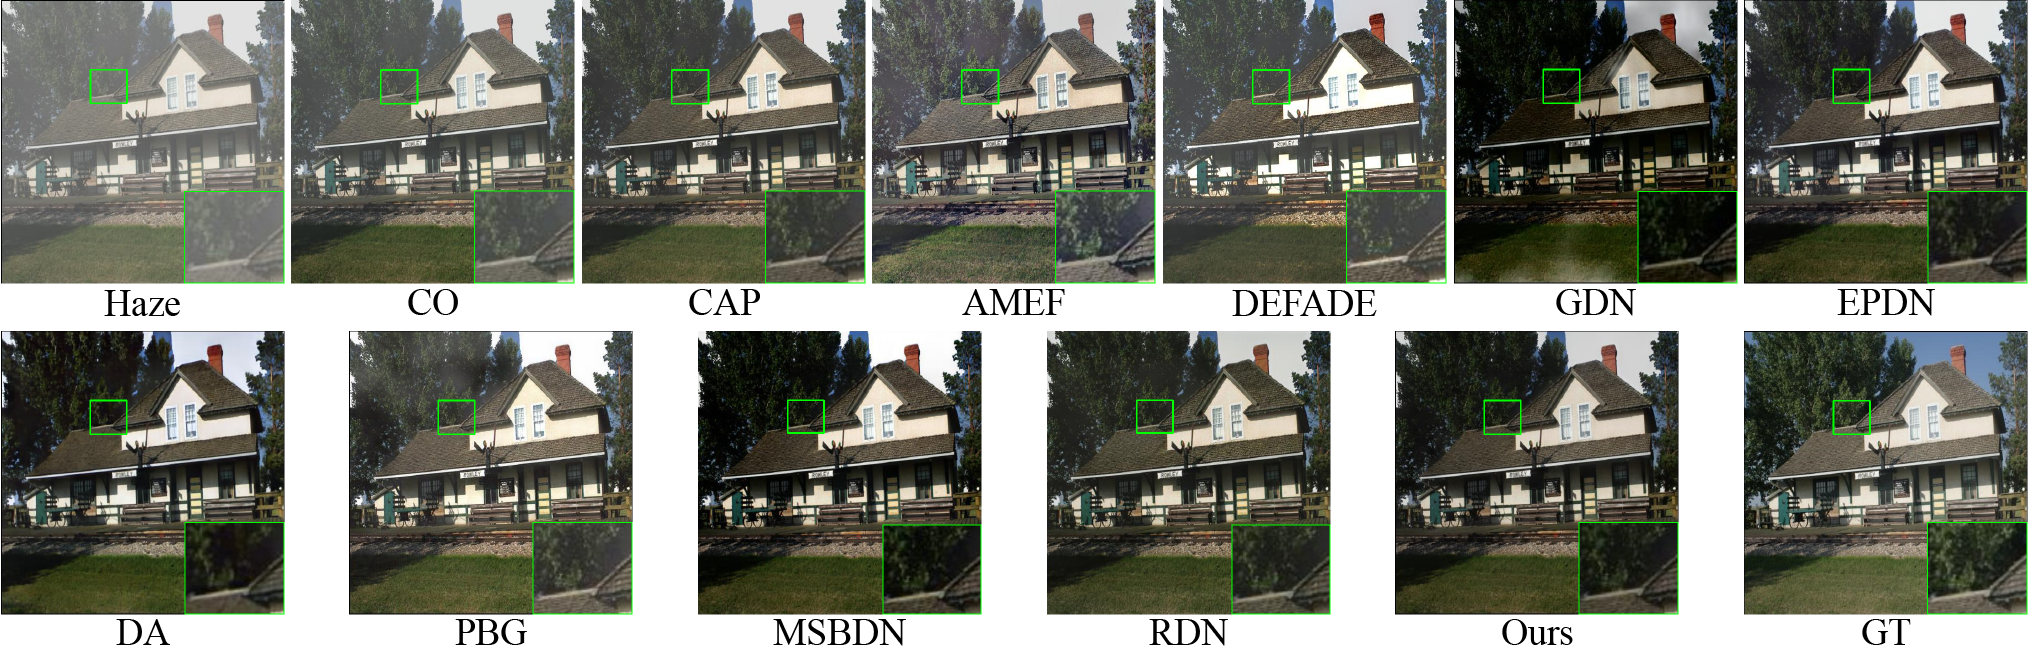 Haze CO CAP AMEF DEFADE GDN EPDN
DA PBG MSBDN RDN Ours GT